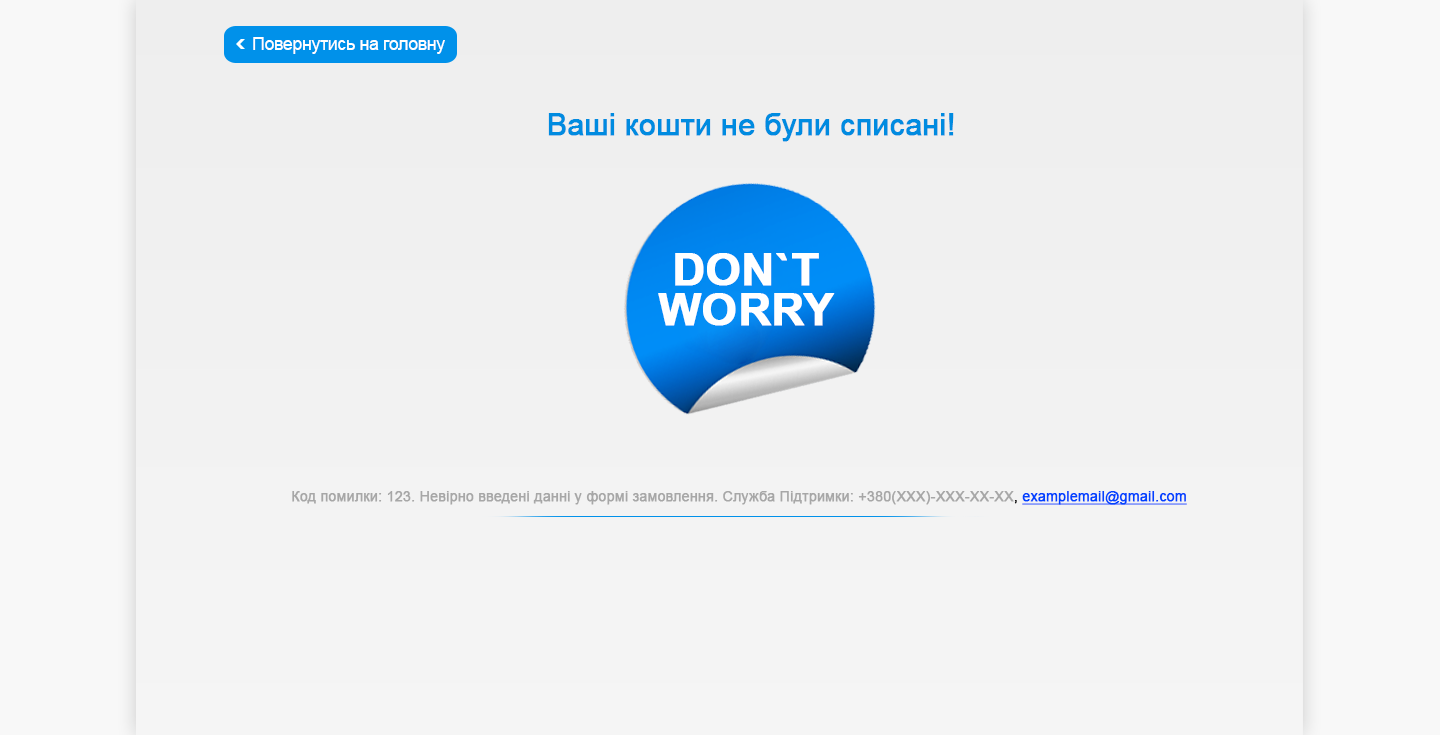 Повернутись на головну
Ваші кошти не були списані!
DON`T
WORRY
Код помилки: 123. Невірно введені данні у формі замовлення. Служба Підтримки: +380(XXX)-XXX-XX-XX, examplemail@gmail.com